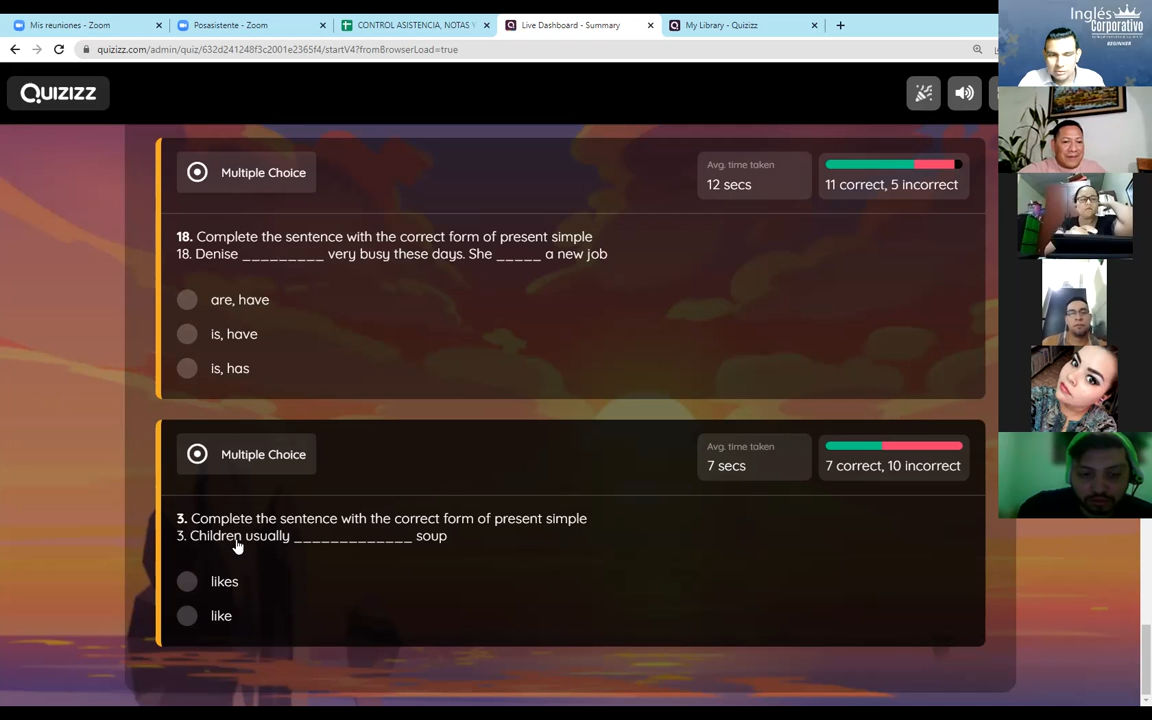 Mis reuniones - Zoom
Posasistente - Zoom
CONTROL ASISTENCIA, NOTAS Y
Live Dashboard - Summary
My Library - Quizizz
quizizz.com/admin/quiz/632d241248f3c2001e2365f4/startV4?fromBrowserLoad=true
Inglés
Corporativo
BEGINNER
QUIZIZZ
Multiple Choice
Avg. time taken
12 secs
11 correct, 5 incorrect
18. Complete the sentence with the correct form of present simple
18. Denise _________ very busy these days. She _____ a new job
are, have
is, have
is, has
Multiple Choice
Avg. time taken
7 secs
7 correct, 10 incorrect
3. Complete the sentence with the correct form of present simple
3. Children usually _____________ soup
likes
like